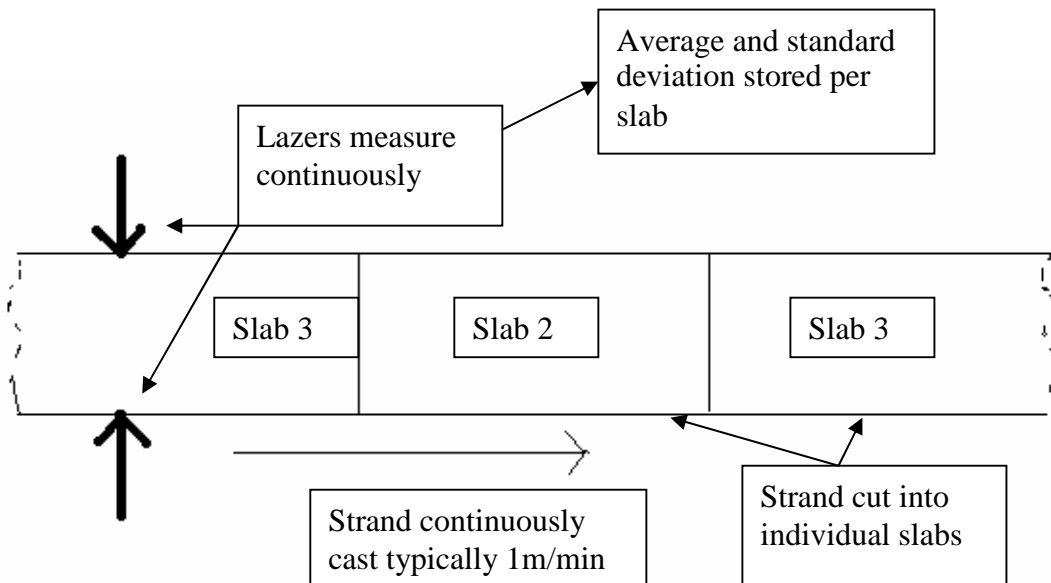 Average and standard
deviation stored per
slab
Lazers measure
continuously
Slab 3
Slab 2
Slab 3
Strand continuously
cast typically 1m/min
Strand cut into
individual slabs